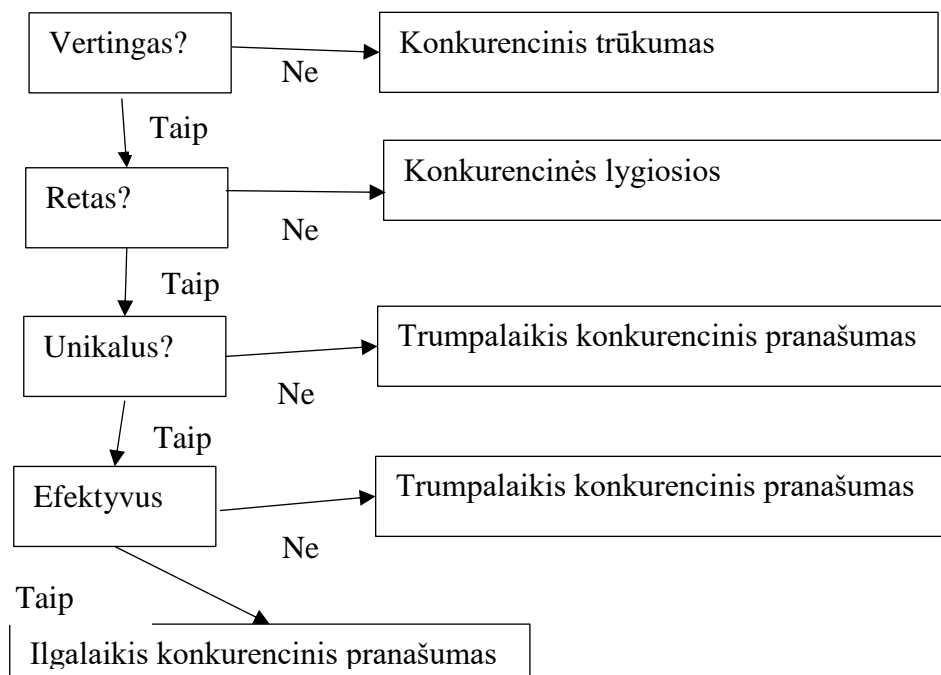 Vertingas?
Konkurencinis trūkumas
Ne
Taip
Retas?
Konkurencinės lygiosios
Ne
Taip
Unikalus?
Trumpalaikis konkurencinis pranašumas
Ne
Taip
Efektyvus
Trumpalaikis konkurencinis pranašumas
Ne
Taip
Ilgalaikis konkurencinis pranašumas